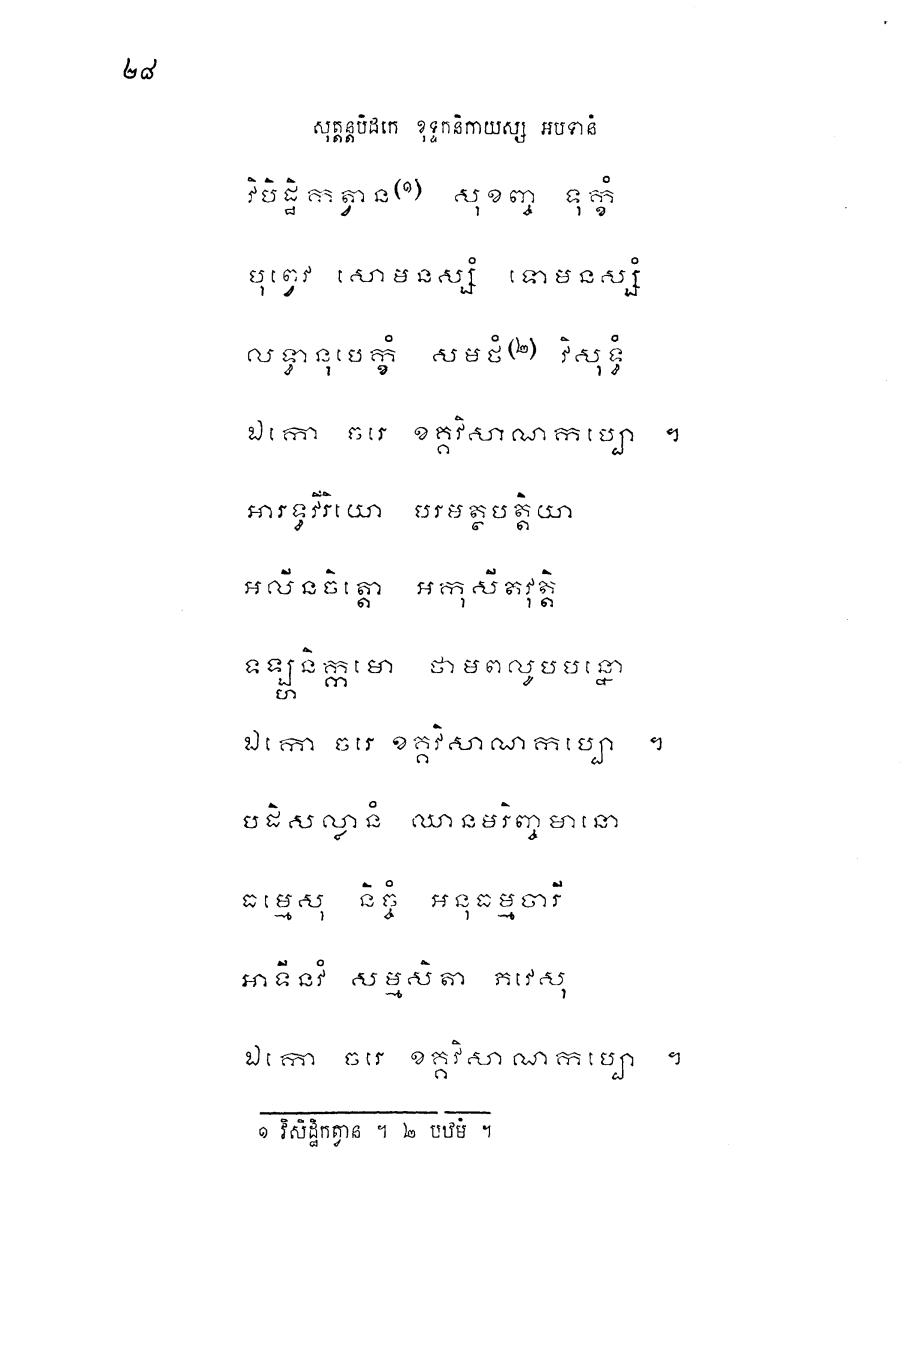 ២៨
សុត្តន្តបិដកេ ខុទ្ទកនិកាយស្ស អបទានំ
វិបិដ្ឋិកត្វាន(១) សុខញ្ច ទុក្ខំ
បុព្វេវ សោមនស្សំ ទោមនស្សំ
លទ្ធានុបេក្ខំ សមថំ(២) វិសុទ្ធំ
ឯកោ ចរេ ខគ្គវិសាណកប្បោ ។
អារទ្ធវីរិយោ បរមត្ថបត្តិយា
អលីនចិត្តោ អកុសីតវុត្តិ
ទឡ្ហនិក្កមោ ថាមពលូបបន្នោ
ឯកោ ចរេ ខគ្គវិសាណកប្បោ ។
បដិសល្លានំ ឈានមរិញ្ចមានោ
ធម្មេសុ និច្ចំ អនុធម្មចារី
អាទីនវំ សម្មសិតា ភវេសុ
ឯកោ ចរេ ខគ្គវិសាណកប្បោ ។
១ វិសិដ្ឋិកត្វាន ។ ២ បឋមំ ។